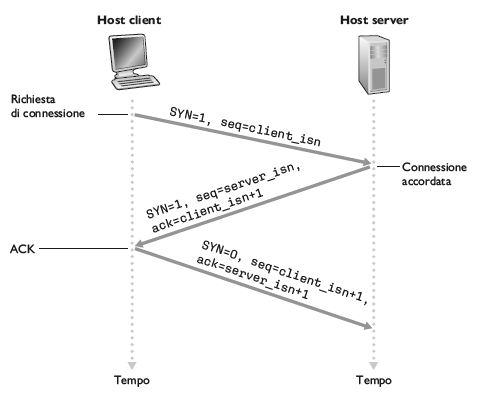 Host client
Host server
Richiesta
di connessione
SYN=1, seq=client_isn
Connessione
accordata
SYN=1, seq=server_isn,
ack=client_isn+1
ACK
SYN=0, seq=client_isn+1,
ack=server_isn+1
Tempo
Tempo